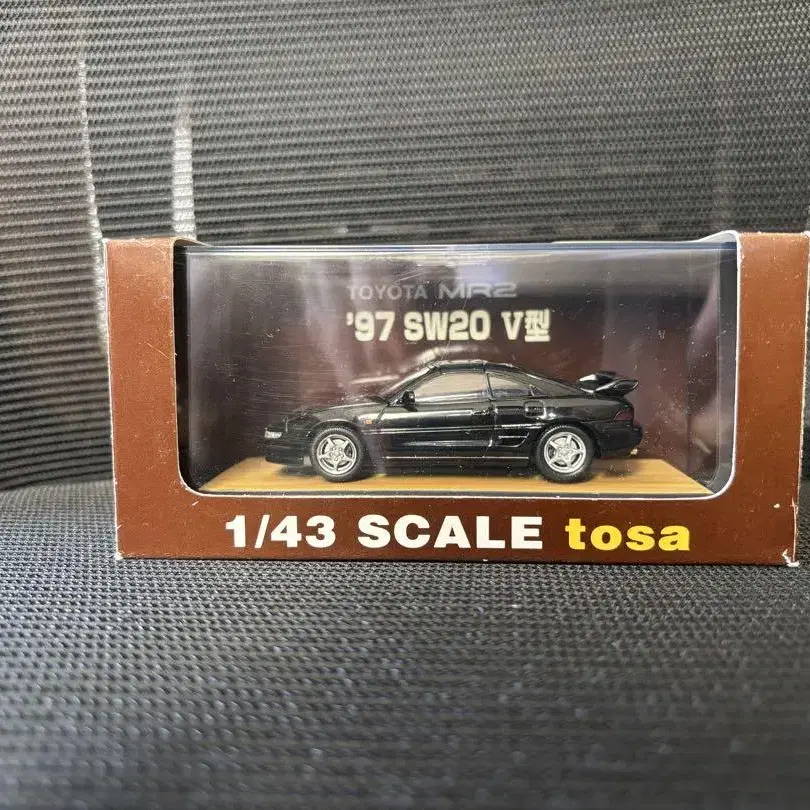 TOYOTA MR2
'97 SW20 V型
1/43 SCALE tosa